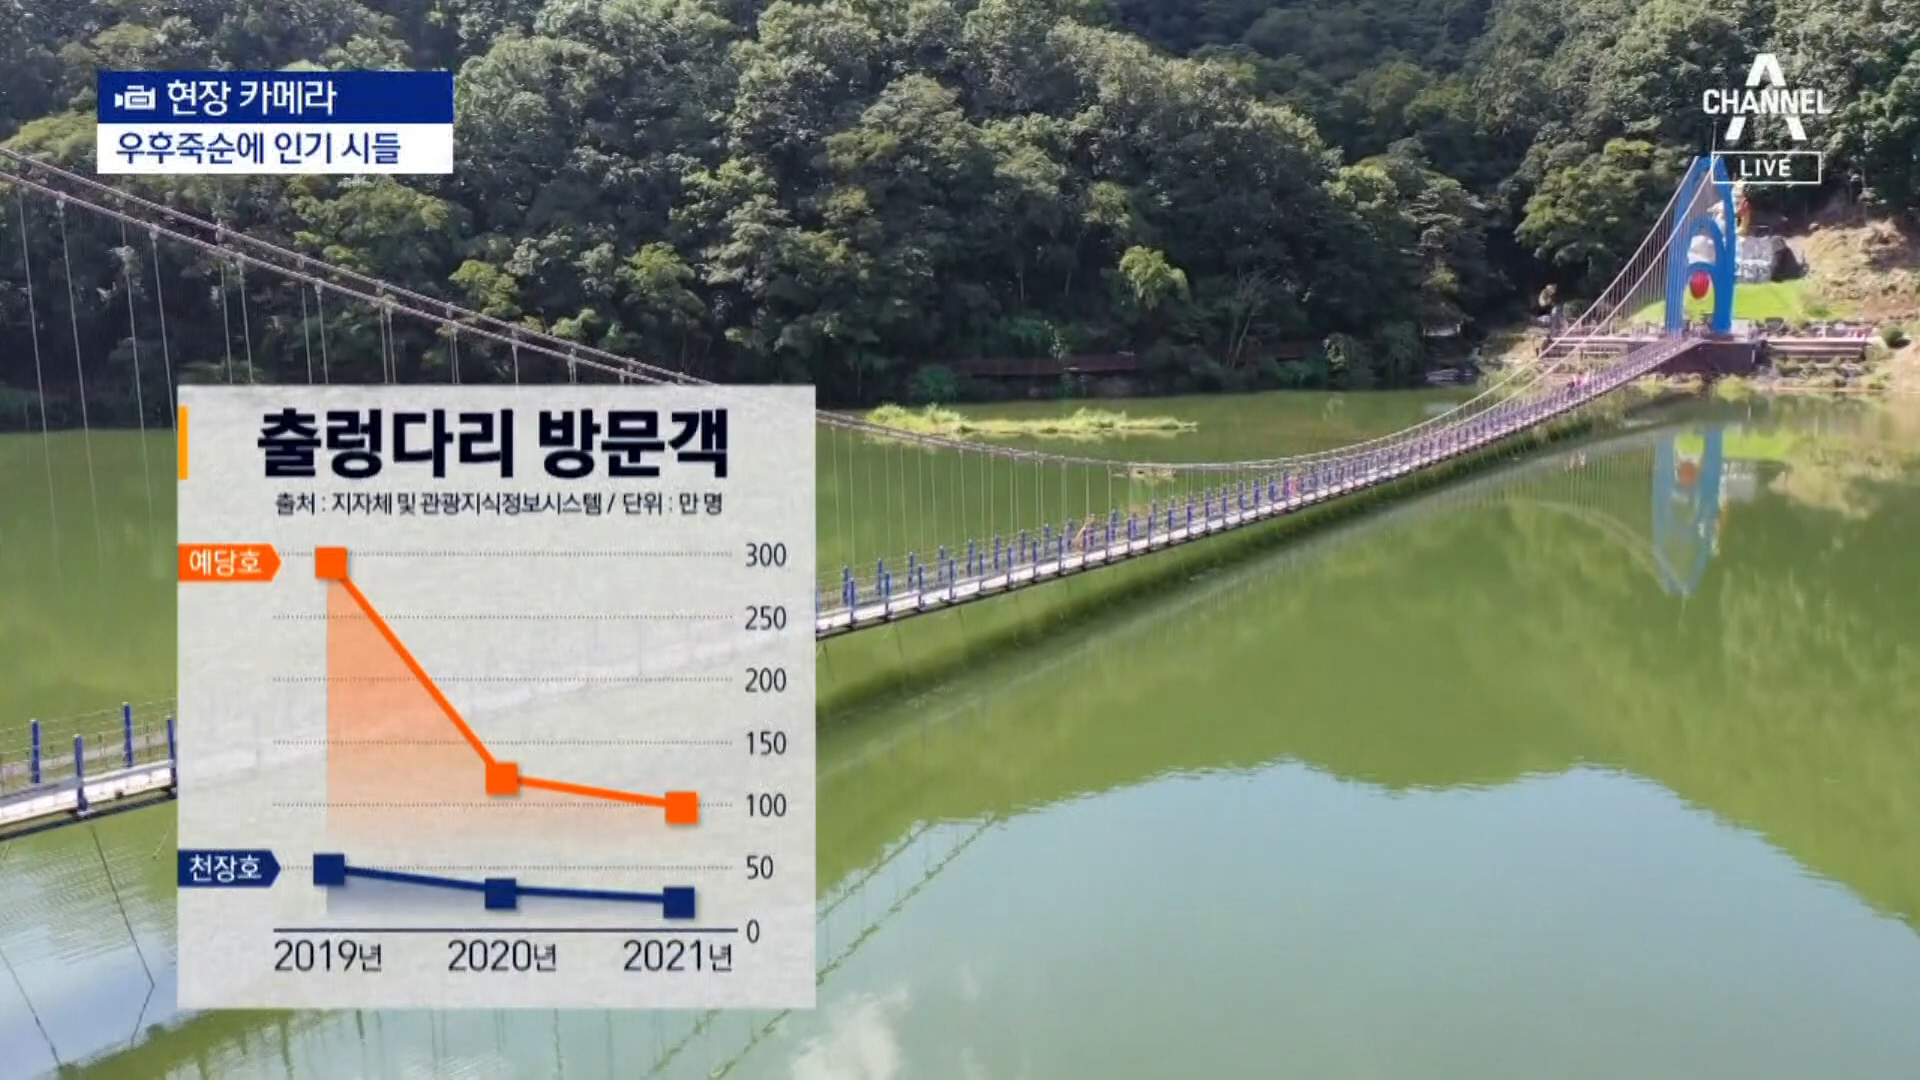 현장 카메라
우후죽순에 인기 시들
CHANNEL A
LIVE
출렁다리 방문객
출처 : 지자체 및 관광지식정보시스템 / 단위 : 만 명
예당호
천장호
300
250
200
150
100
50
0
2019년 2020년 2021년